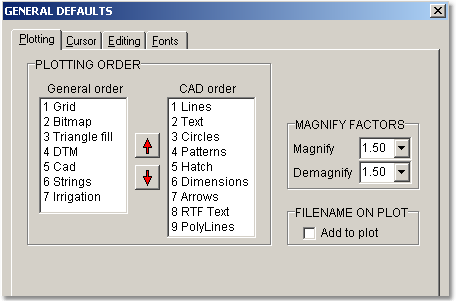 GENERAL DEFAULTS
Plotting Cursor Editing Fonts
PLOTTING ORDER
General order
1 Grid
2 Bitmap
3 Triangle fill
4 DTM
5 Cad
6 Strings
7 Irrigation
CAD order
1 Lines
2 Text
3 Circles
4 Patterns
5 Hatch
6 Dimensions
7 Arrows
8 RTF Text
9 PolyLines
MAGNIFY FACTORS
Magnify 1.50
Demagnify 1.50
FILENAME ON PLOT
Add to plot